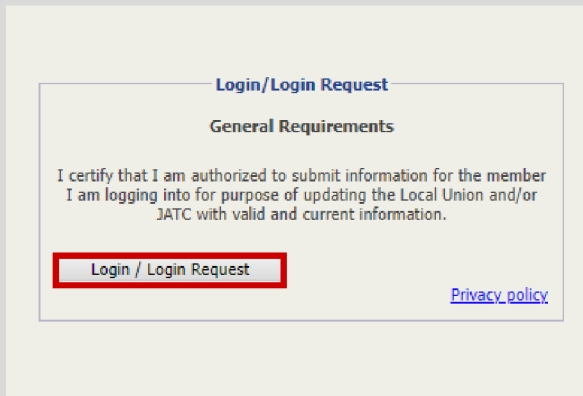 Login/Login Request
General Requirements
I certify that I am authorized to submit information for the member
I am logging into for purpose of updating the Local Union and/or
JATC with valid and current information.
Login / Login Request
Privacy policy